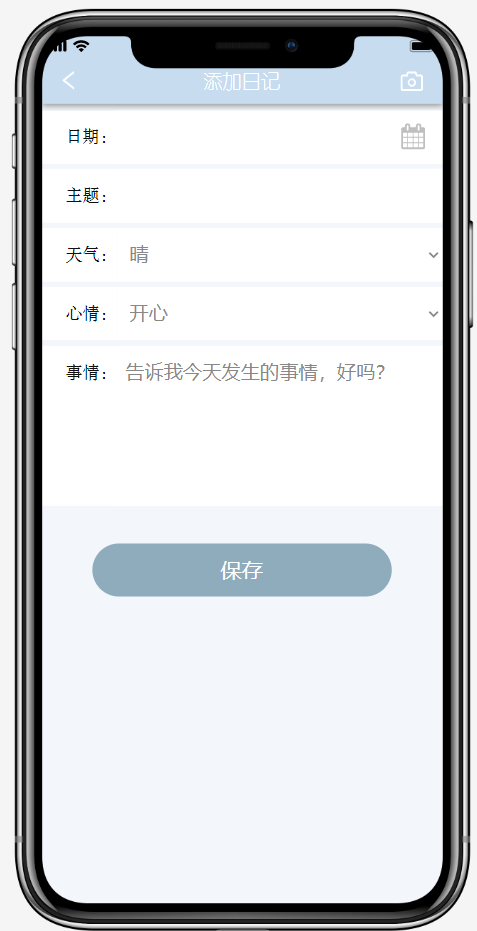 添加日记
日期：
主题：
天气： 晴
心情： 开心
事情： 告诉我今天发生的事情，好吗？
保存